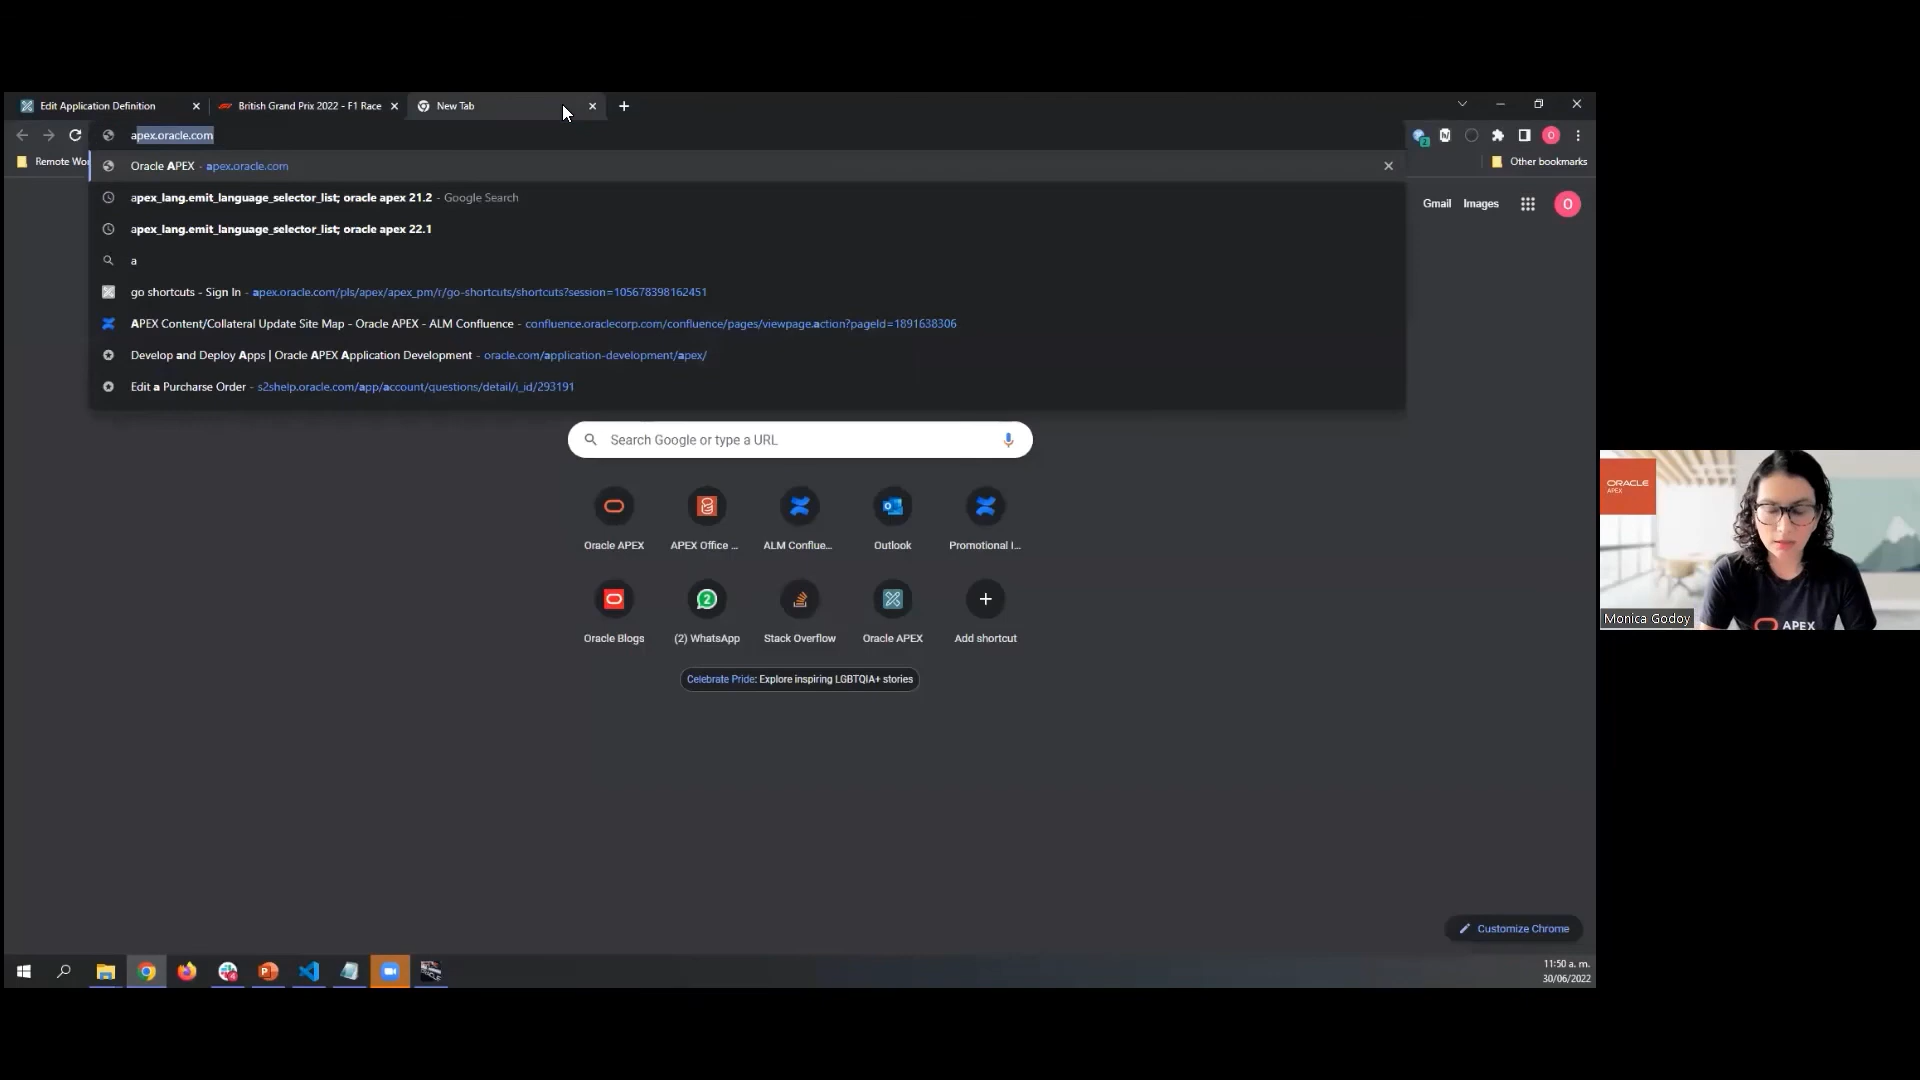 Edit Application Definition
British Grand Prix 2022 - F1 Race
New Tab
apex.oracle.com
Remote Wor
Other bookmarks
Oracle APEX - apex.oracle.com
apex_lang.emit_language_selector_list; oracle apex 21.2 - Google Search
apex_lang.emit_language_selector_list; oracle apex 22.1
a
go shortcuts - Sign In - apex.oracle.com/pls/apex/apex_pm/r/go-shortcuts/shortcuts?session=105678398162451
APEX Content/Collateral Update Site Map - Oracle APEX - ALM Confluence - confluence.oraclecorp.com/confluence/pages/viewpage.action?pageId=1891638306
Develop and Deploy Apps | Oracle APEX Application Development - oracle.com/application-development/apex/
Edit a Purcharse Order - s2shelp.oracle.com/app/account/questions/detail/i_id/293191
Gmail Images O
Search Google or type a URL
Oracle APEX
APEX Office ...
ALM Conflue...
Outlook
Promotional I...
Oracle Blogs
(2) WhatsApp
Stack Overflow
Oracle APEX
Add shortcut
Celebrate Pride: Explore inspiring LGBTQIA+ stories
Customize Chrome
11:50 a. m.
30/06/2022
ORACLE
APEX
APEX
Monica Godoy